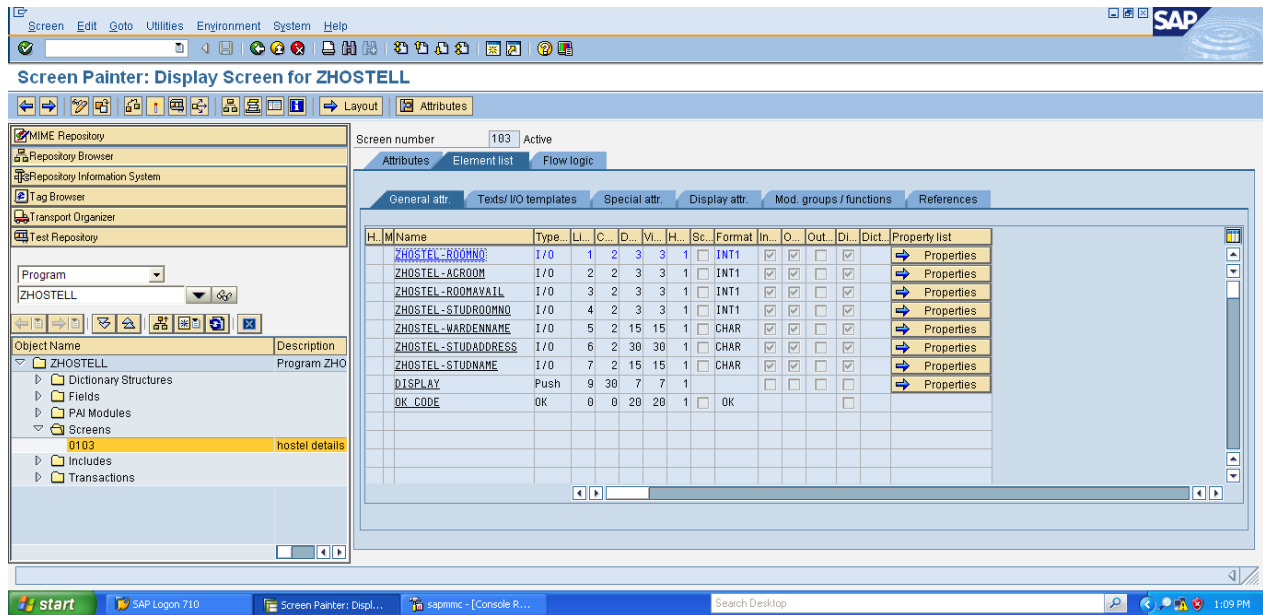 Screen Edit Goto Utilities Environment System Help
SAP
Screen Painter: Display Screen for ZHOSTELL
Layout Attributes
MIME Repository
Repository Browser
Repository Information System
Tag Browser
Transport Organizer
Test Repository
Program
ZHOSTELL
Object Name Description
ZHOSTELL Program ZHO
Dictionary Structures
Fields
PAI Modules
Screens
0103 hostel details
Includes
Transactions
Screen number 103 Active
Attributes Element list Flow logic
General attr. Texts/ I/O templates Special attr. Display attr. Mod. groups / functions References
H.. M Name Type... Li... C... D... Vi... H... Sc... Format In... O... Out... Di... Dict... Property list
ZHOSTEL-ROOMNO I/O 1 2 3 3 1 INT1 Properties
ZHOSTEL-ACROOM I/O 2 2 3 3 1 INT1 Properties
ZHOSTEL-ROOMAVAIL I/O 3 2 3 3 1 INT1 Properties
ZHOSTEL-STUDROOMNO I/O 4 2 3 3 1 INT1 Properties
ZHOSTEL-WARDENNAME I/O 5 2 15 15 1 CHAR Properties
ZHOSTEL-STUDADDRESS I/O 6 2 30 30 1 CHAR Properties
ZHOSTEL-STUDNAME I/O 7 2 15 15 1 CHAR Properties
DISPLAY Push 9 30 7 7 1 Properties
OK_CODE OK 0 0 20 20 1 OK
start SAP Logon 710 Screen Painter: Displ... sapmmc - [Console R... Search Desktop 1:09 PM